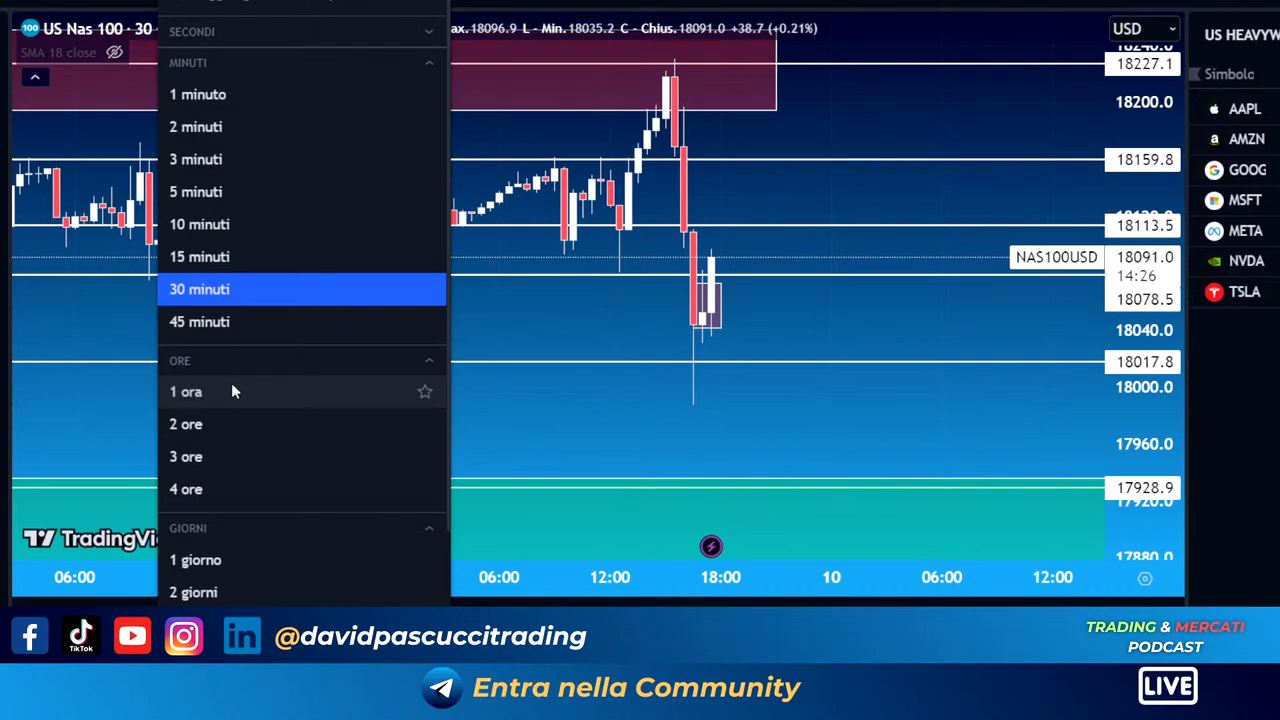 US Nas 100 · 30
ax.18096.9 L - Min.18035.2 C - Chius.18091.0 +38.7 (+0.21%)
SMA 18 close
SECONDI
MINUTI
1 minuto
2 minuti
3 minuti
5 minuti
10 minuti
15 minuti
30 minuti
45 minuti
ORE
1 ora
2 ore
3 ore
4 ore
GIORNI
1 giorno
2 giorni
USD
18240.0
18227.1
18200.0
18159.8
18113.5
NAS100USD
18091.0
14:26
18078.5
18040.0
18017.8
18000.0
17960.0
17928.9
17920.0
17880.0
US HEAVYW
Simbolo
AAPL
AMZN
GOOG
MSFT
META
NVDA
TSLA
TradingVi
06:00
06:00
12:00
18:00
10
06:00
12:00
TikTok
@davidpascuccitrading
TRADING & MERCATI
PODCAST
Entra nella Community
LIVE